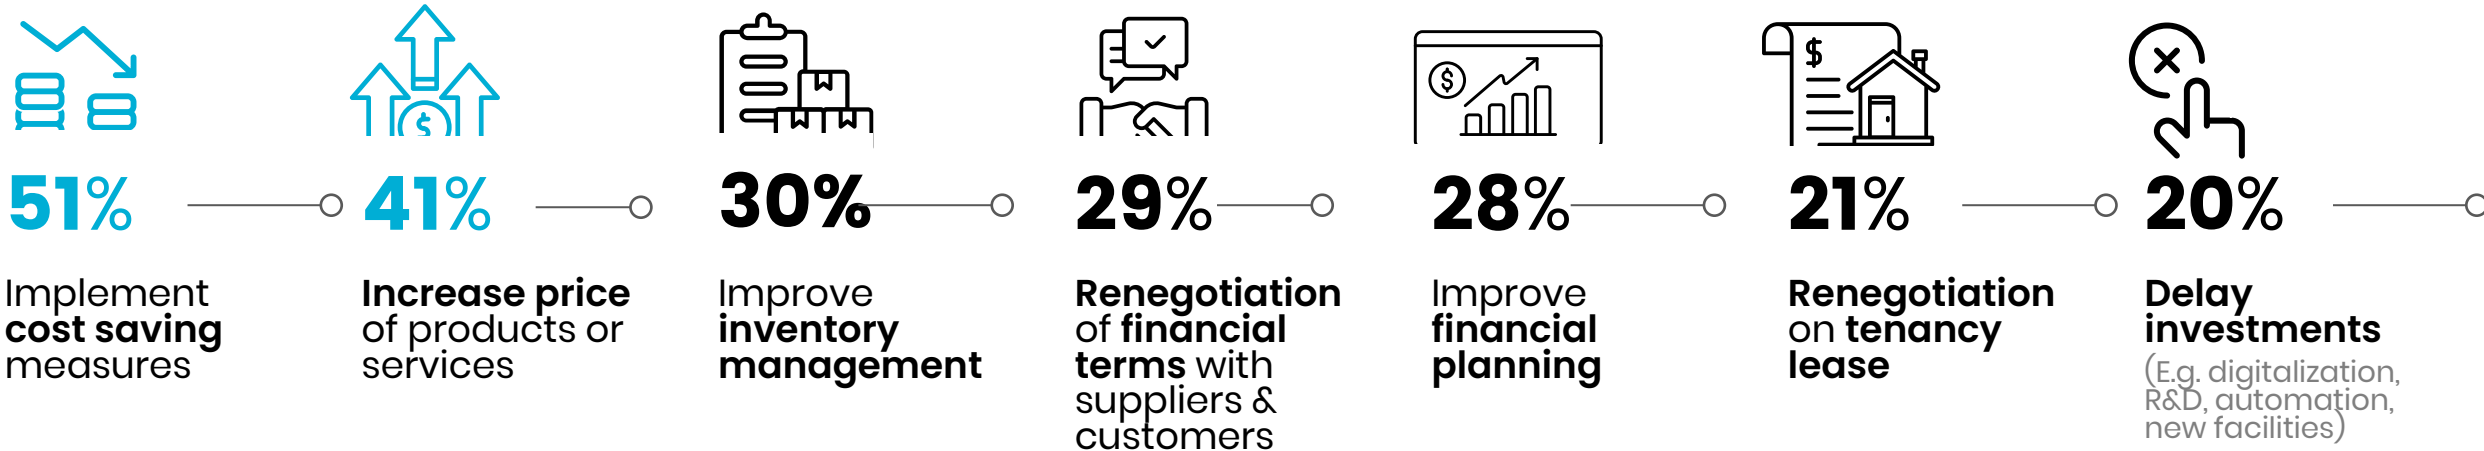 51%
Implement
cost saving
measures
41%
Increase price
of products or
services
30%
Improve
inventory
management
29%
Renegotiation
of financial
terms with
suppliers &
customers
28%
Improve
financial
planning
21%
Renegotiation
on tenancy
lease
20%
Delay
investments
(E.g. digitalization,
R&D, automation,
new facilities)